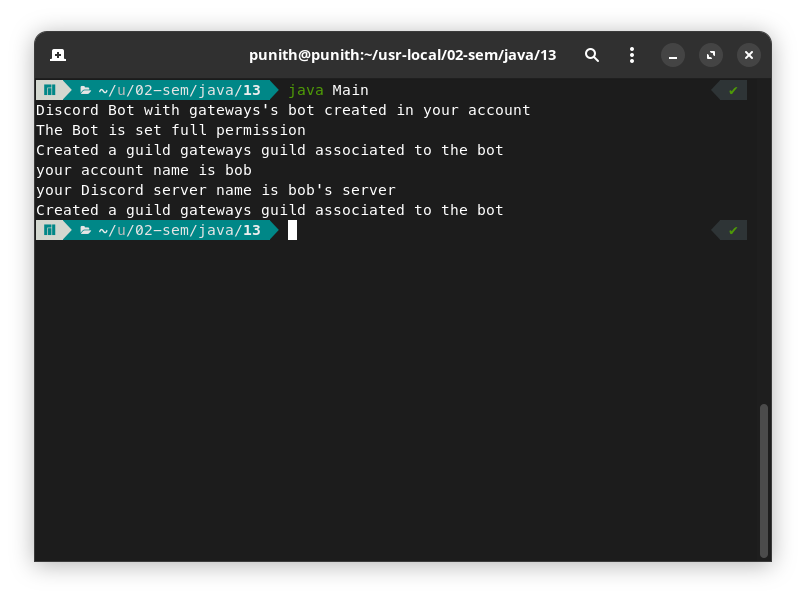 punith@punith:~/usr-local/02-sem/java/13
~/u/02-sem/java/13 java Main
Discord Bot with gateways's bot created in your account
The Bot is set full permission
Created a guild gateways guild associated to the bot
your account name is bob
your Discord server name is bob's server
Created a guild gateways guild associated to the bot
~/u/02-sem/java/13